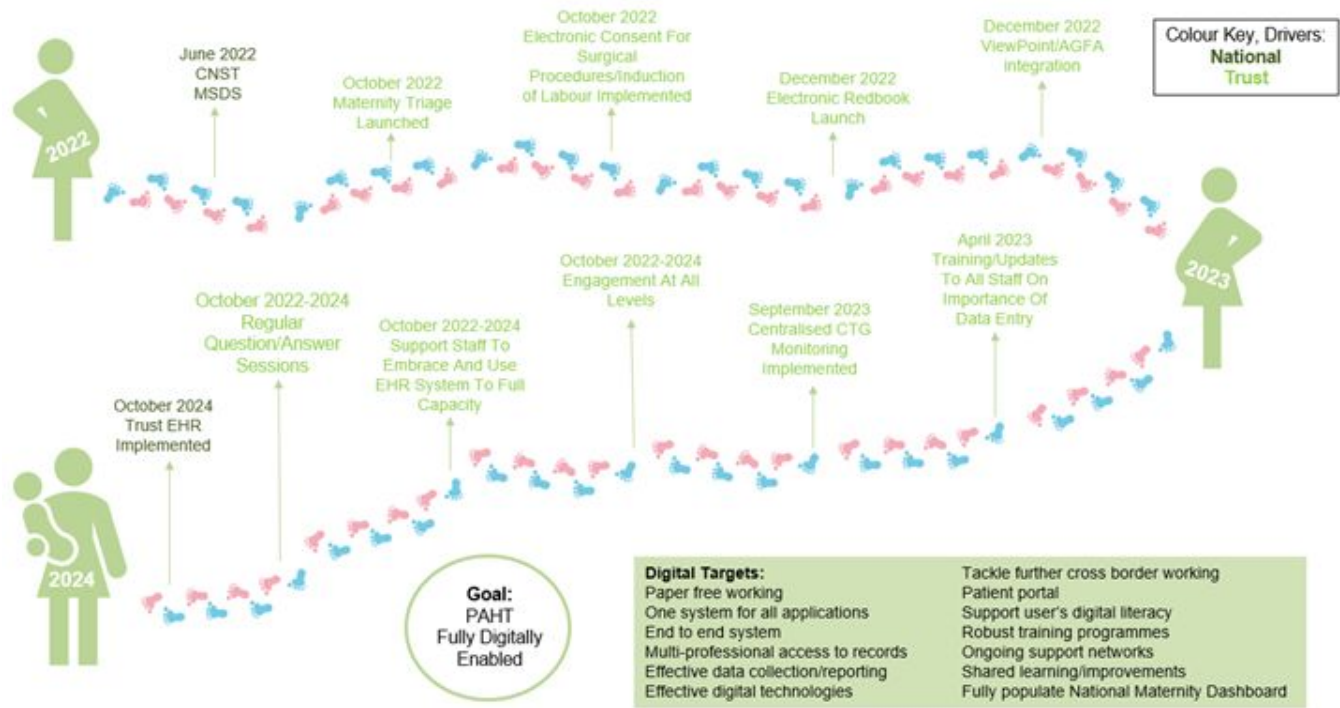 June 2022
CNST
MSDS
October 2022
Maternity Triage
Launched
October 2022
Electronic Consent For
Surgical
Procedures/Induction
of Labour Implemented
December 2022
Electronic Redbook
Launch
December 2022
ViewPoint/AGFA
integration
Colour Key, Drivers:
National
Trust
2022
2023
April 2023
Training/Updates
To All Staff On
Importance Of
Data Entry
September 2023
Centralised CTG
Monitoring
Implemented
October 2022-2024
Engagement At All
Levels
October 2022-2024
Support Staff To
Embrace And Use
EHR System To Full
Capacity
October 2022-2024
Regular
Question/Answer
Sessions
October 2024
Trust EHR
Implemented
2024
Goal:
PAHT
Fully Digitally
Enabled
Digital Targets:
Paper free working
One system for all applications
End to end system
Multi-professional access to records
Effective data collection/reporting
Effective digital technologies
Tackle further cross border working
Patient portal
Support user's digital literacy
Robust training programmes
Ongoing support networks
Shared learning/improvements
Fully populate National Maternity Dashboard